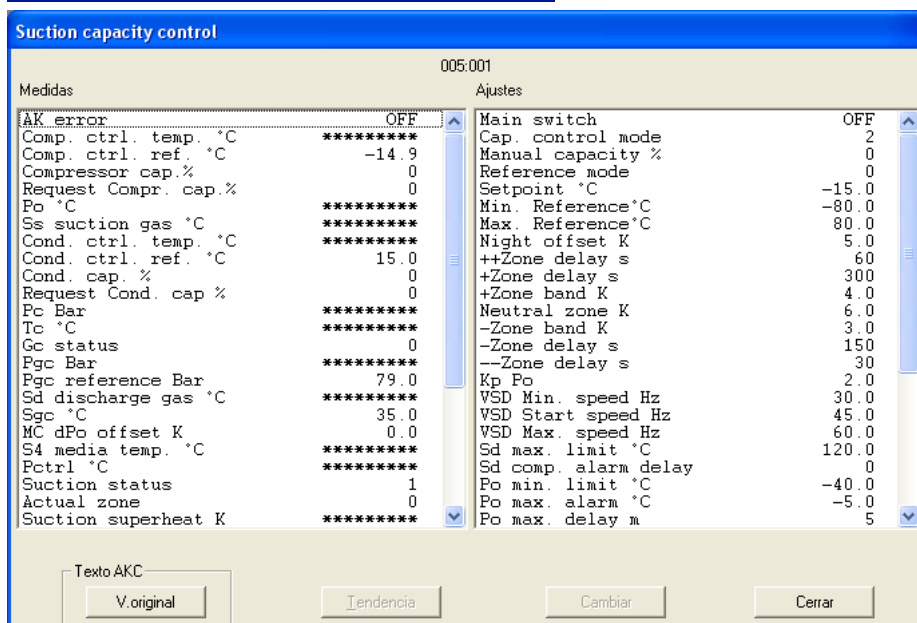 Suction capacity control
005:001
Medidas
AK error OFF
Comp. ctrl. temp. °C *********
Comp. ctrl. ref. °C -14.9
Compressor cap.% 0
Request Compr. cap.% 0
Po °C *********
Ss suction gas °C *********
Cond. ctrl. temp. °C *********
Cond. ctrl. ref. °C 15.0
Cond. cap. % 0
Request Cond. cap % 0
Pc Bar *********
Tc °C *********
Gc status 0
Pgc Bar *********
Pgc reference Bar 79.0
Sd discharge gas °C *********
Sgc °C 35.0
MC dPo offset K 0.0
S4 media temp. °C *********
Pctrl °C *********
Suction status 1
Actual zone 0
Suction superheat K *********
Ajustes
Main switch OFF
Cap. control mode 2
Manual capacity % 0
Reference mode 0
Setpoint °C -15.0
Min. Reference°C -80.0
Max. Reference°C 80.0
Night offset K 5.0
++Zone delay s 60
+Zone delay s 300
+Zone band K 4.0
Neutral zone K 6.0
-Zone band K 3.0
-Zone delay s 150
--Zone delay s 30
Kp Po 2.0
VSD Min. speed Hz 30.0
VSD Start speed Hz 45.0
VSD Max. speed Hz 60.0
Sd max. limit °C 120.0
Sd comp. alarm delay 0
Po min. limit °C -40.0
Po max. alarm °C -5.0
Po max. delay m 5
Texto AKC
V.original
Tendencia
Cambiar
Cerrar